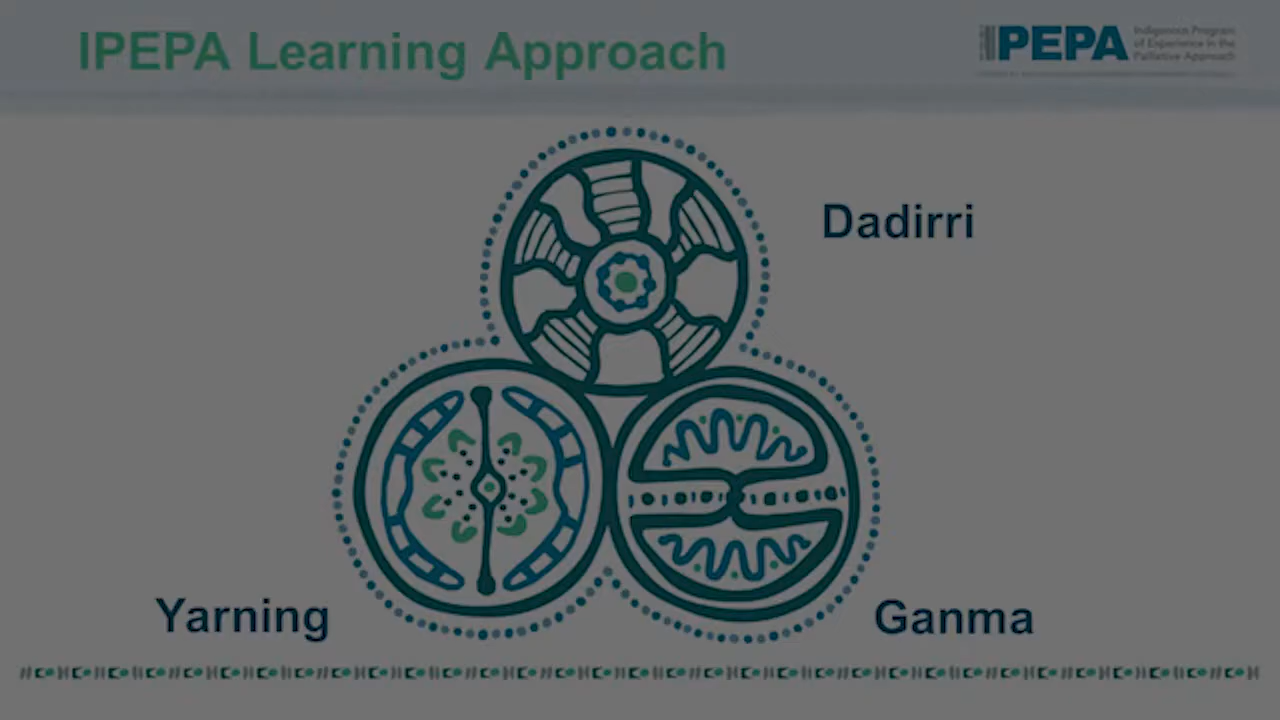 IPEPA Learning Approach
IPEPA
Indigenous Program
of Experience in the
Palliative Approach
Dadirri
Yarning
Ganma